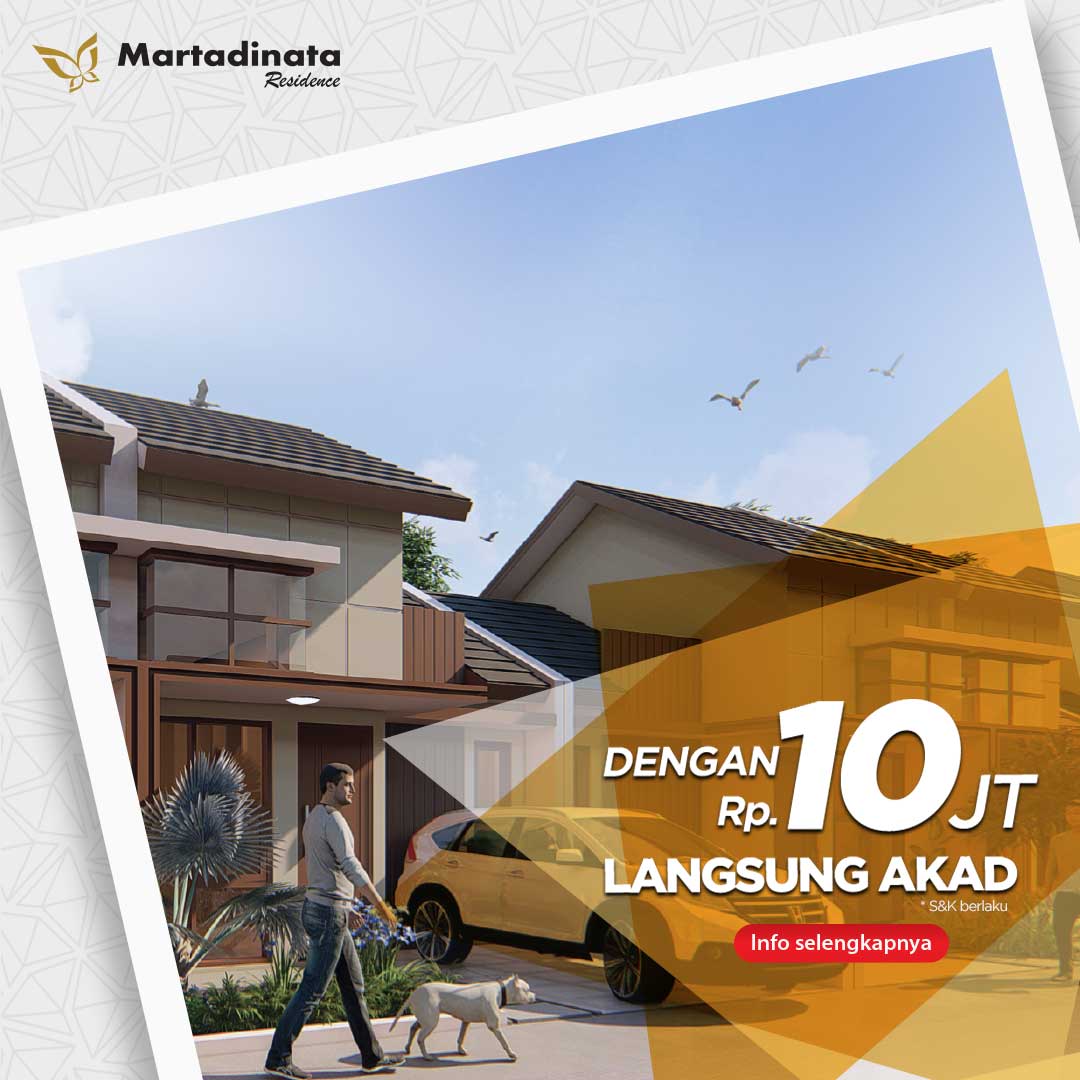 Martadinata
Residence
DENGAN
Rp. 10 JT
LANGSUNG AKAD
* S&K berlaku
Info selengkapnya